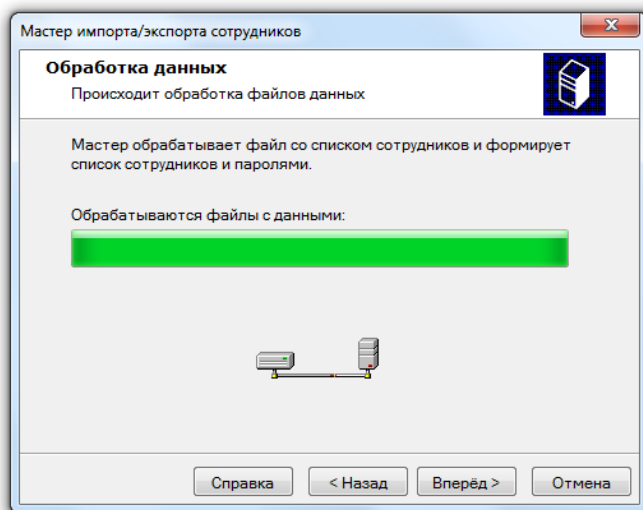 Мастер импорта/экспорта сотрудников
Обработка данных
Происходит обработка файлов данных
Мастер обрабатывает файл со списком сотрудников и формирует
список сотрудников и паролями.
Обрабатываются файлы с данными:
Справка
< Назад
Вперёд >
Отмена